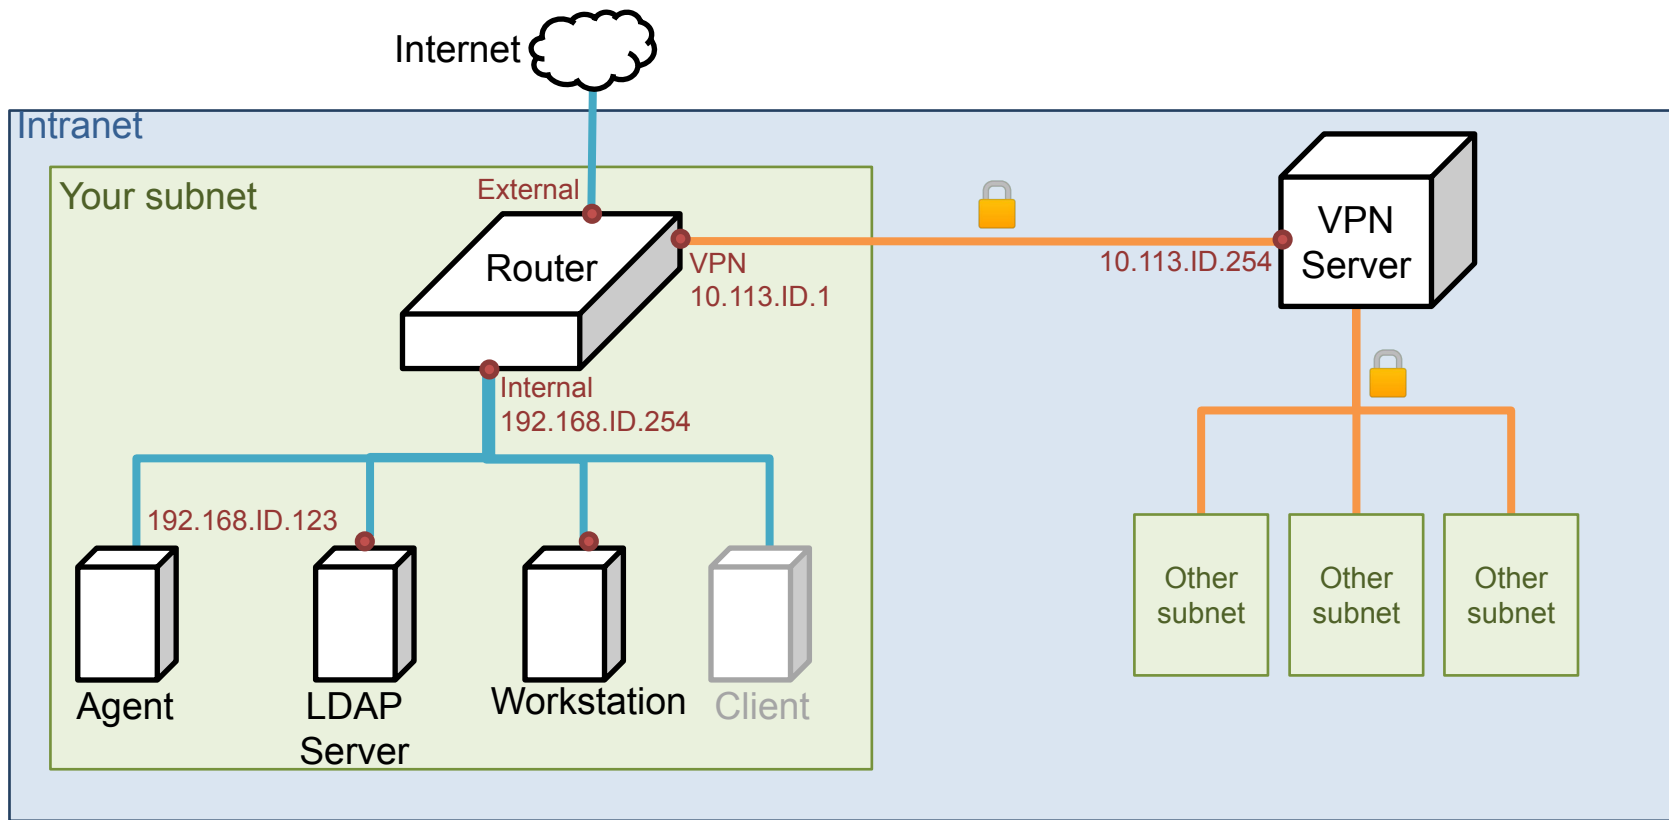 Internet
Intranet
Your subnet
External
Router
VPN
10.113.ID.1
10.113.ID.254
VPN
Server
Internal
192.168.ID.254
192.168.ID.123
Agent
LDAP
Server
Workstation
Client
Other
subnet
Other
subnet
Other
subnet